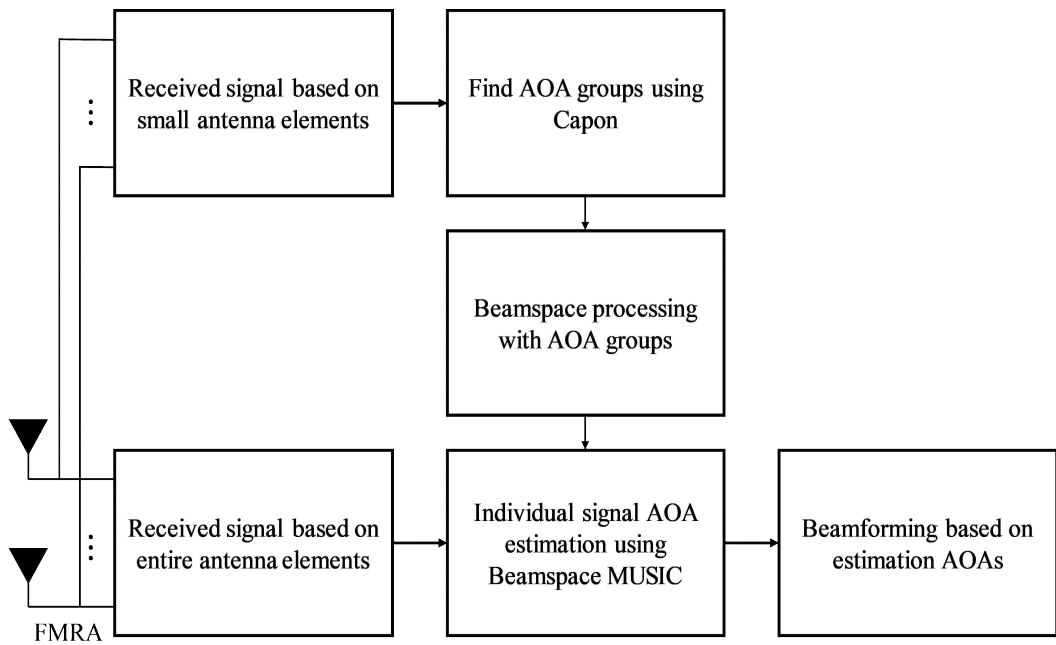 Received signal based on
small antenna elements
Find AOA groups using
Capon
Beamspace processing
with AOA groups
Received signal based on
entire antenna elements
Individual signal AOA
estimation using
Beamspace MUSIC
Beamforming based on
estimation AOAs
FMRA